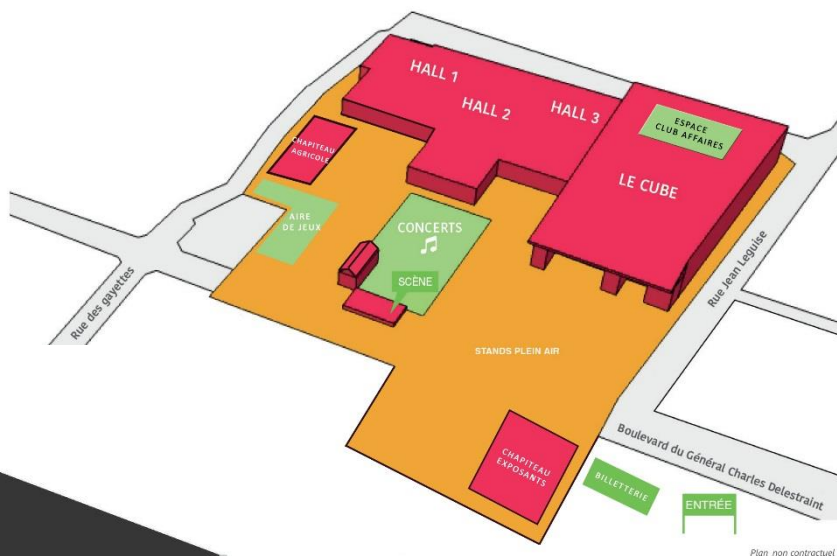 HALL 1
HALL 2
HALL 3
ESPACE
CLUB AFFAIRES
LE CUBE
CHAPITEAU
AGRICOLE
AIRE
DE JEUX
CONCERTS
SCÈNE
Rue des gayettes
Rue Jean Leguise
STANDS PLEIN AIR
CHAPITEAU
EXPOSANTS
Boulevard du Général Charles Delestraint
BILLETTERIE
ENTRÉE
Plan non contractuel